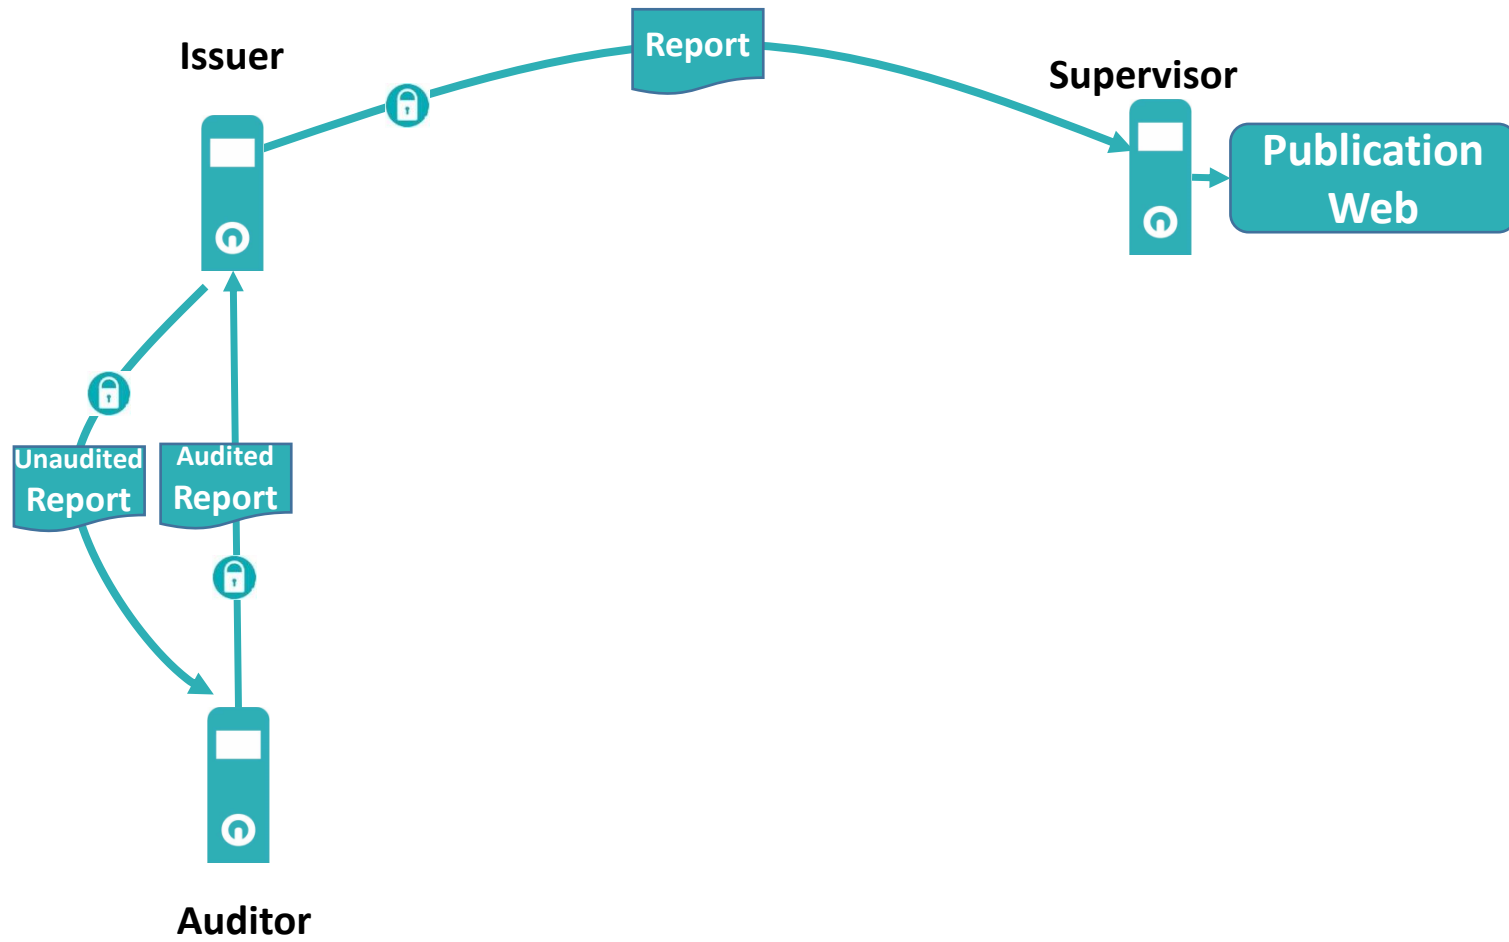 Issuer
Report
Supervisor
Publication
Web
Unaudited
Report
Audited
Report
Auditor